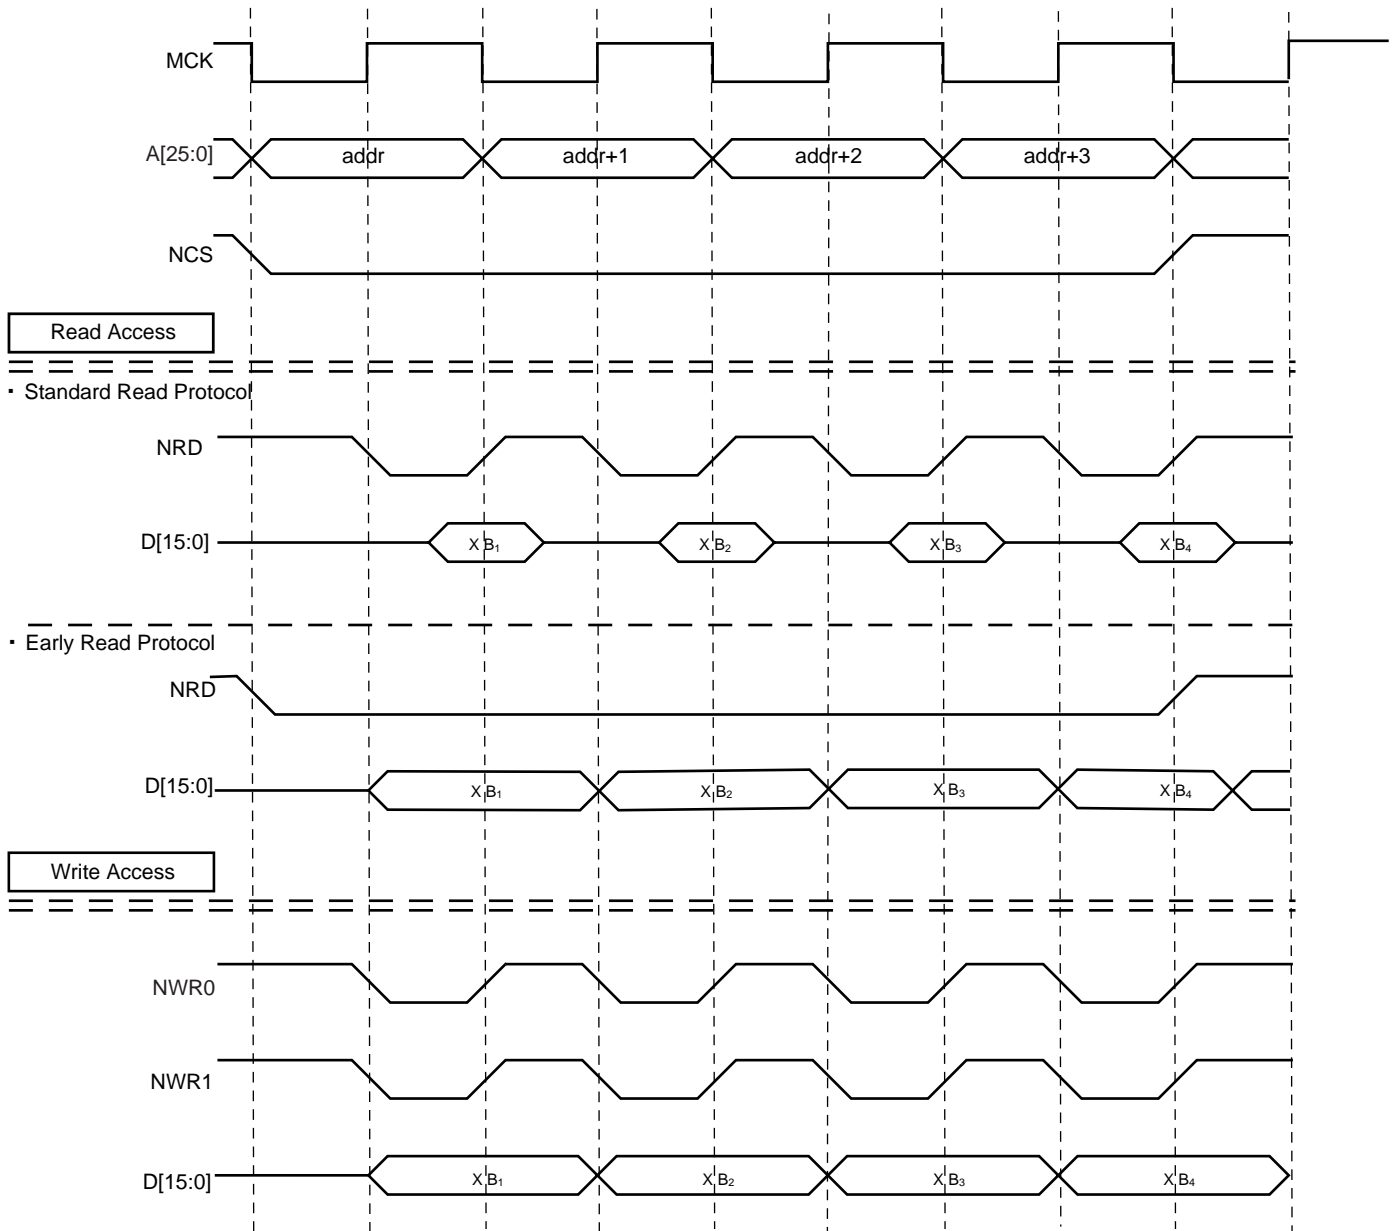 MCK
A[25:0] addr addr+1 addr+2 addr+3
NCS
Read Access
▪ Standard Read Protocol
NRD
D[15:0] X B₁ X B₂ X B₃ X B₄
▪ Early Read Protocol
NRD
D[15:0] X B₁ X B₂ X B₃ X B₄
Write Access
NWR0
NWR1
D[15:0] X B₁ X B₂ X B₃ X B₄